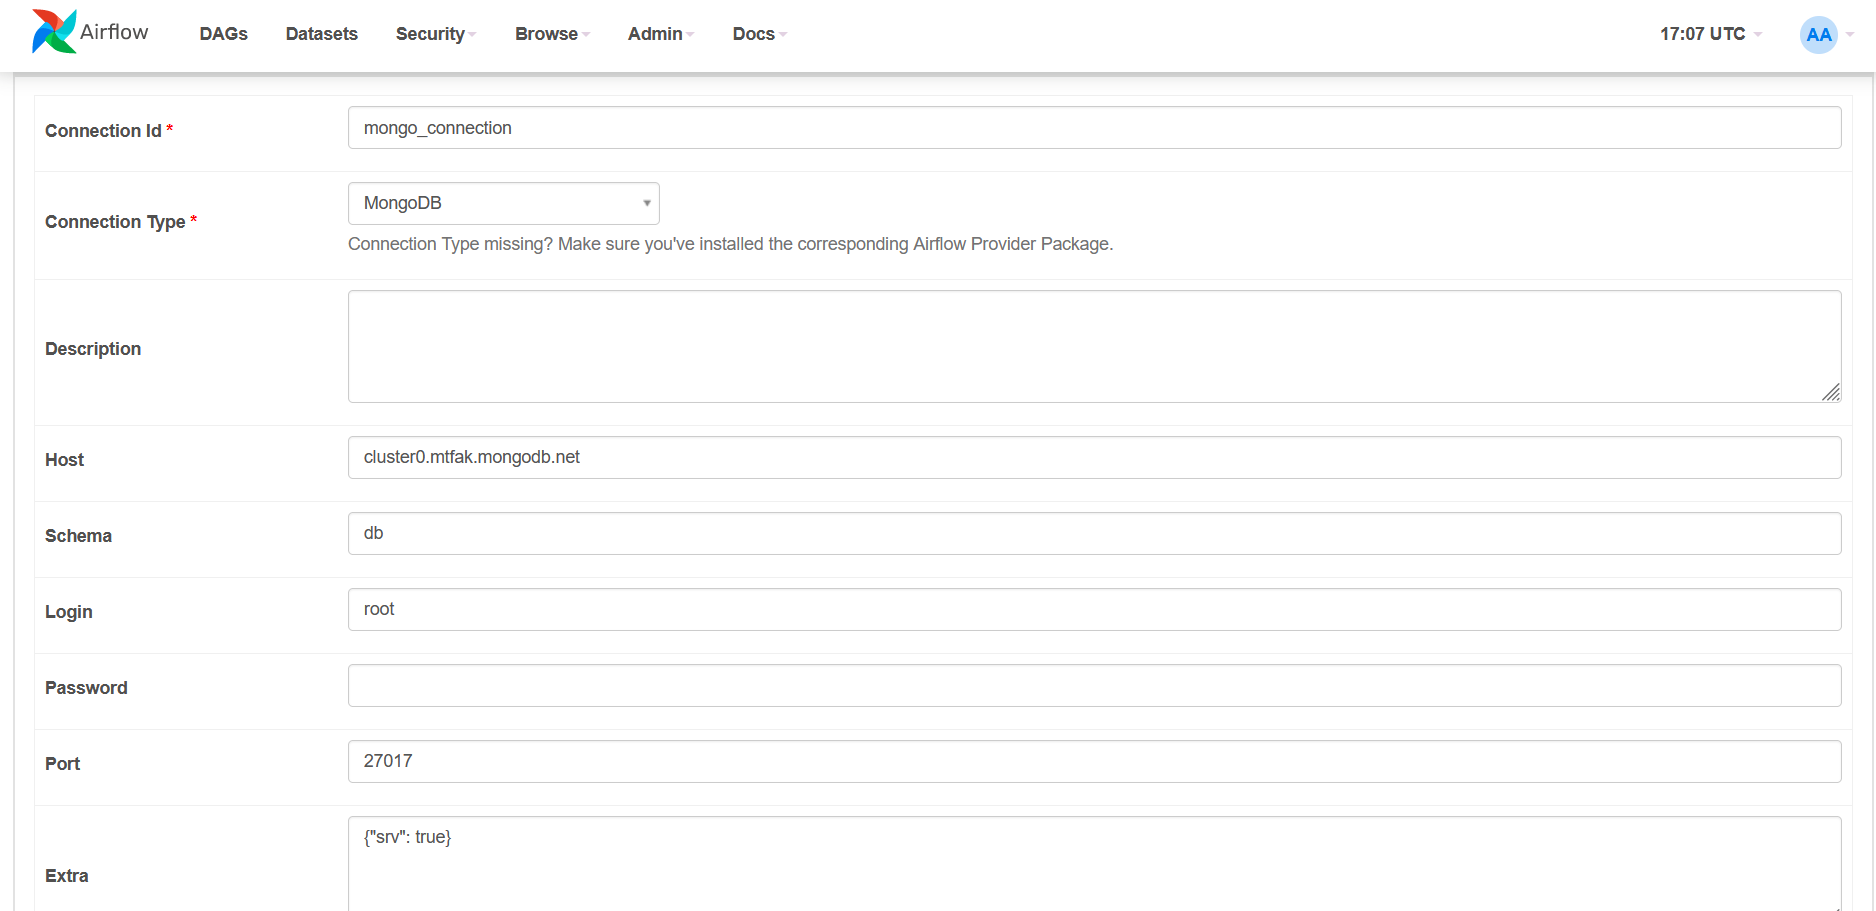 Airflow DAGs Datasets Security Browse Admin Docs 17:07 UTC AA
Connection Id * mongo_connection
Connection Type * MongoDB
Connection Type missing? Make sure you've installed the corresponding Airflow Provider Package.
Description
Host cluster0.mtfak.mongodb.net
Schema db
Login root
Password
Port 27017
Extra {"srv": true}